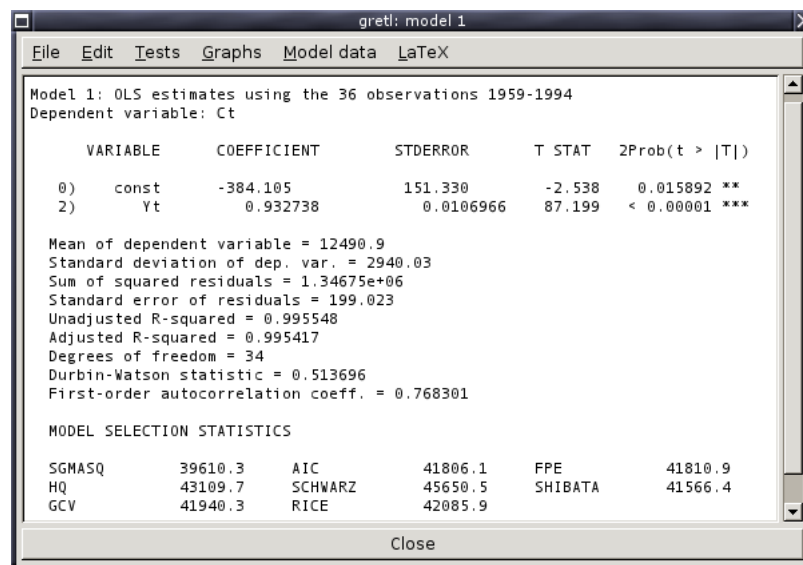 gretl: model 1
File Edit Tests Graphs Model data LaTeX
Model 1: OLS estimates using the 36 observations 1959-1994
Dependent variable: Ct
VARIABLE COEFFICIENT STDERROR T STAT 2Prob(t > |T|)
0) const -384.105 151.330 -2.538 0.015892 **
2) Yt 0.932738 0.0106966 87.199 < 0.00001 ***
Mean of dependent variable = 12490.9
Standard deviation of dep. var. = 2940.03
Sum of squared residuals = 1.34675e+06
Standard error of residuals = 199.023
Unadjusted R-squared = 0.995548
Adjusted R-squared = 0.995417
Degrees of freedom = 34
Durbin-Watson statistic = 0.513696
First-order autocorrelation coeff. = 0.768301
MODEL SELECTION STATISTICS
SGMASQ 39610.3 AIC 41806.1 FPE 41810.9
HQ 43109.7 SCHWARZ 45650.5 SHIBATA 41566.4
GCV 41940.3 RICE 42085.9
Close